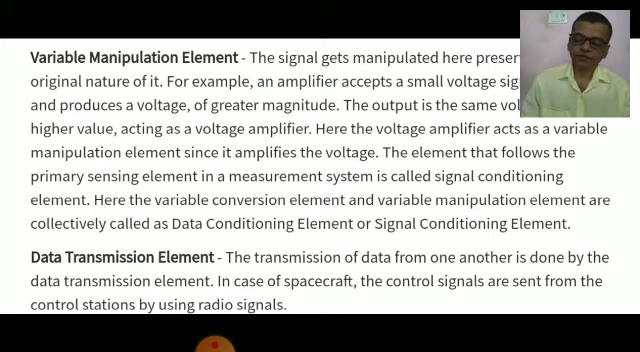 Variable Manipulation Element - The signal gets manipulated here preser
original nature of it. For example, an amplifier accepts a small voltage sig
and produces a voltage, of greater magnitude. The output is the same vol
higher value, acting as a voltage amplifier. Here the voltage amplifier acts as a variable
manipulation element since it amplifies the voltage. The element that follows the
primary sensing element in a measurement system is called signal conditioning
element. Here the variable conversion element and variable manipulation element are
collectively called as Data Conditioning Element or Signal Conditioning Element.
Data Transmission Element - The transmission of data from one another is done by the
data transmission element. In case of spacecraft, the control signals are sent from the
control stations by using radio signals.